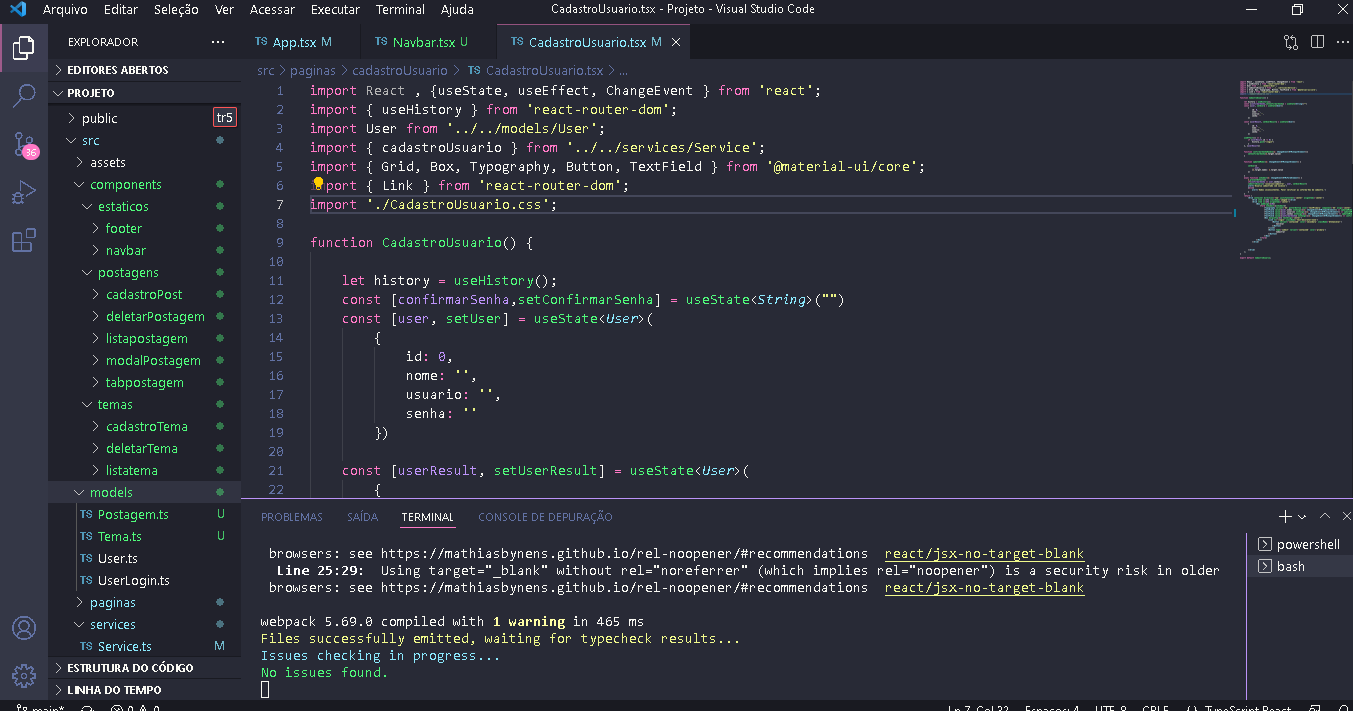 Arquivo Editar Seleção Ver Acessar Executar Terminal Ajuda CadastroUsuario.tsx - Projeto - Visual Studio Code
EXPLORADOR ...
TS App.tsx M TS Navbar.tsx U TS CadastroUsuario.tsx M
EDITORES ABERTOS
PROJETO
public tr5
src
assets
components
estaticos
footer
navbar
postagens
cadastroPost
deletarPostagem
listapostagem
modalPostagem
tabpostagem
temas
cadastroTema
deletarTema
listatema
models
TS Postagem.ts U
TS Tema.ts U
TS User.ts
TS UserLogin.ts
paginas
services
TS Service.ts M
ESTRUTURA DO CÓDIGO
LINHA DO TEMPO
36
src > paginas > cadastroUsuario > TS CadastroUsuario.tsx > ...
1 import React , {useState, useEffect, ChangeEvent } from 'react';
2 import { useHistory } from 'react-router-dom';
3 import User from '../../models/User';
4 import { cadastroUsuario } from '../../services/Service';
5 import { Grid, Box, Typography, Button, TextField } from '@material-ui/core';
6 import { Link } from 'react-router-dom';
7 import './CadastroUsuario.css';
8
9 function CadastroUsuario() {
10
11 let history = useHistory();
12 const [confirmarSenha,setConfirmarSenha] = useState<String>("")
13 const [user, setUser] = useState<User>(
14 {
15 id: 0,
16 nome: '',
17 usuario: '',
18 senha: ''
19 })
20
21 const [userResult, setUserResult] = useState<User>(
22 {
PROBLEMAS SAÍDA TERMINAL CONSOLE DE DEPURAÇÃO
browsers: see https://mathiasbynens.github.io/rel-noopener/#recommendations react/jsx-no-target-blank
Line 25:29: Using target="_blank" without rel="noreferrer" (which implies rel="noopener") is a security risk in older
browsers: see https://mathiasbynens.github.io/rel-noopener/#recommendations react/jsx-no-target-blank
webpack 5.69.0 compiled with 1 warning in 465 ms
Files successfully emitted, waiting for typecheck results...
Issues checking in progress...
No issues found.
powershell
bash
main* 0 0 Ln 7, Col 32 Espaços: 4 UTF-8 CRLF {} TypeScript React